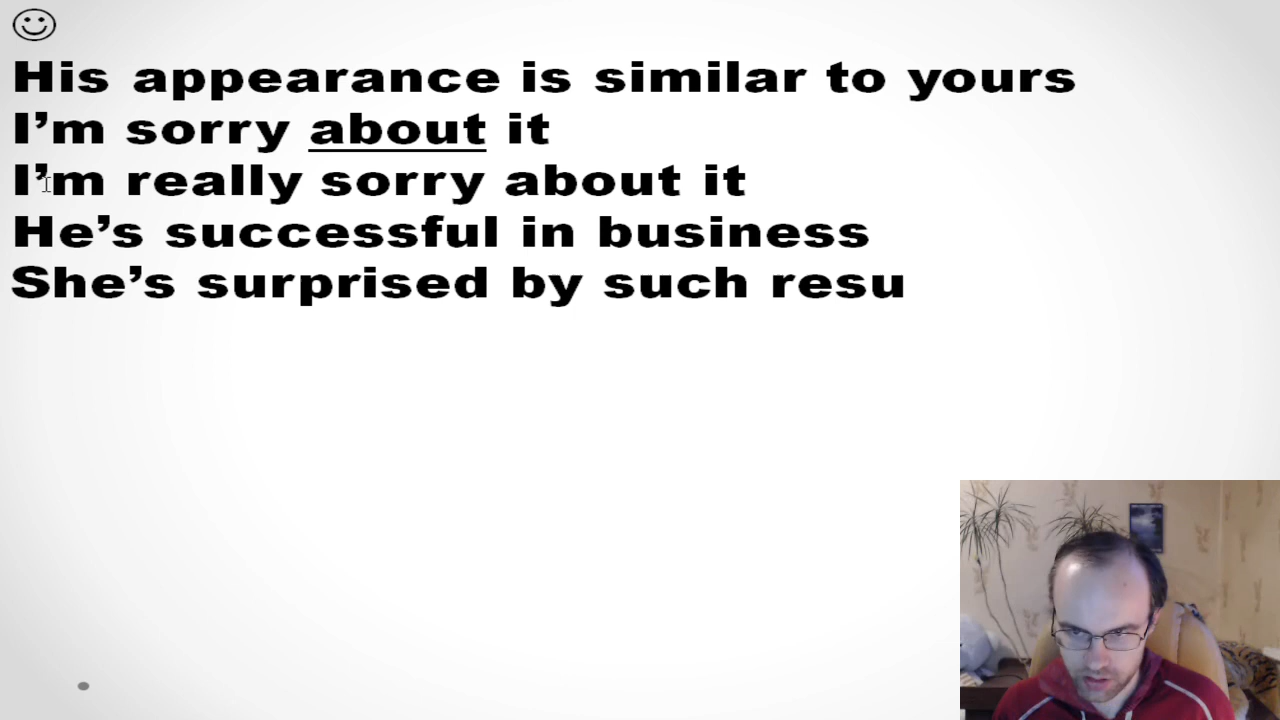 His appearance is similar to yours
I’m sorry about it
I’m really sorry about it
He’s successful in business
She’s surprised by such resu